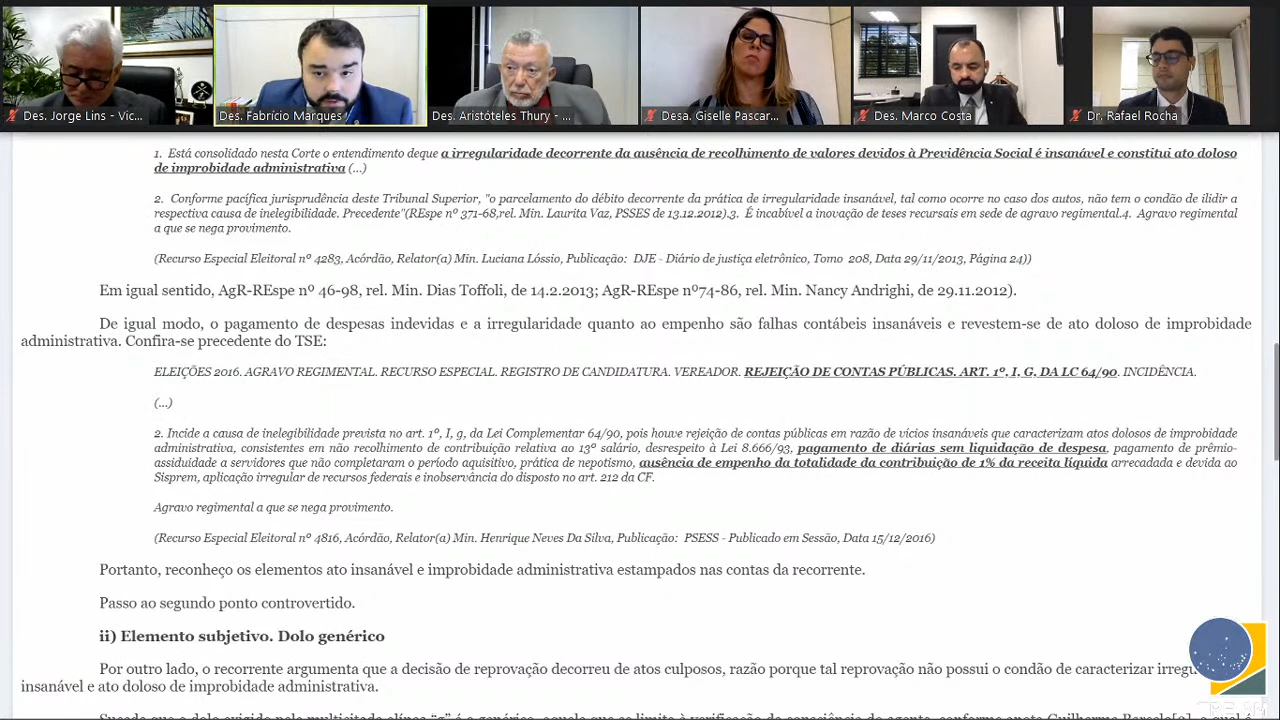 Des. Jorge Lins - Vic...
Des. Fabrício Marques
Des. Aristóteles Thury - ...
Desa. Giselle Pascar...
Des. Marco Costa
Dr. Rafael Rocha
1. Está consolidado nesta Corte o entendimento deque a irregularidade decorrente da ausência de recolhimento de valores devidos à Previdência Social é insanável e constitui ato doloso
de improbidade administrativa (...)
2. Conforme pacífica jurisprudência deste Tribunal Superior, "o parcelamento do débito decorrente da prática de irregularidade insanável, tal como ocorre no caso dos autos, não tem o condão de ilidir a
respectiva causa de inelegibilidade. Precedente"(REspe nº 371-68,rel. Min. Laurita Vaz, PSSES de 13.12.2012).3. É incabível a inovação de teses recursais em sede de agravo regimental.4. Agravo regimental
a que se nega provimento.
(Recurso Especial Eleitoral nº 4283, Acórdão, Relator(a) Min. Luciana Lóssio, Publicação: DJE - Diário de justiça eletrônico, Tomo 208, Data 29/11/2013, Página 24))
Em igual sentido, AgR-REspe nº 46-98, rel. Min. Dias Toffoli, de 14.2.2013; AgR-REspe nº74-86, rel. Min. Nancy Andrighi, de 29.11.2012).
De igual modo, o pagamento de despesas indevidas e a irregularidade quanto ao empenho são falhas contábeis insanáveis e revestem-se de ato doloso de improbidade
administrativa. Confira-se precedente do TSE:
ELEIÇÕES 2016. AGRAVO REGIMENTAL. RECURSO ESPECIAL. REGISTRO DE CANDIDATURA. VEREADOR. REJEIÇÃO DE CONTAS PÚBLICAS. ART. 1º, I, G, DA LC 64/90. INCIDÊNCIA.
(...)
2. Incide a causa de inelegibilidade prevista no art. 1º, I, g, da Lei Complementar 64/90, pois houve rejeição de contas públicas em razão de vícios insanáveis que caracterizam atos dolosos de improbidade
administrativa, consistentes em não recolhimento de contribuição relativa ao 13º salário, desrespeito à Lei 8.666/93, pagamento de diárias sem liquidação de despesa, pagamento de prêmio-
assiduidade a servidores que não completaram o período aquisitivo, prática de nepotismo, ausência de empenho da totalidade da contribuição de 1% da receita líquida arrecadada e devida ao
Sisprem, aplicação irregular de recursos federais e inobservância do disposto no art. 212 da CF.
Agravo regimental a que se nega provimento.
(Recurso Especial Eleitoral nº 4816, Acórdão, Relator(a) Min. Henrique Neves Da Silva, Publicação: PSESS - Publicado em Sessão, Data 15/12/2016)
Portanto, reconheço os elementos ato insanável e improbidade administrativa estampados nas contas da recorrente.
Passo ao segundo ponto controvertido.
ii) Elemento subjetivo. Dolo genérico
Por outro lado, o recorrente argumenta que a decisão de reprovação decorreu de atos culposos, razão porque tal reprovação não possui o condão de caracterizar
insanável e ato doloso de improbidade administrativa.